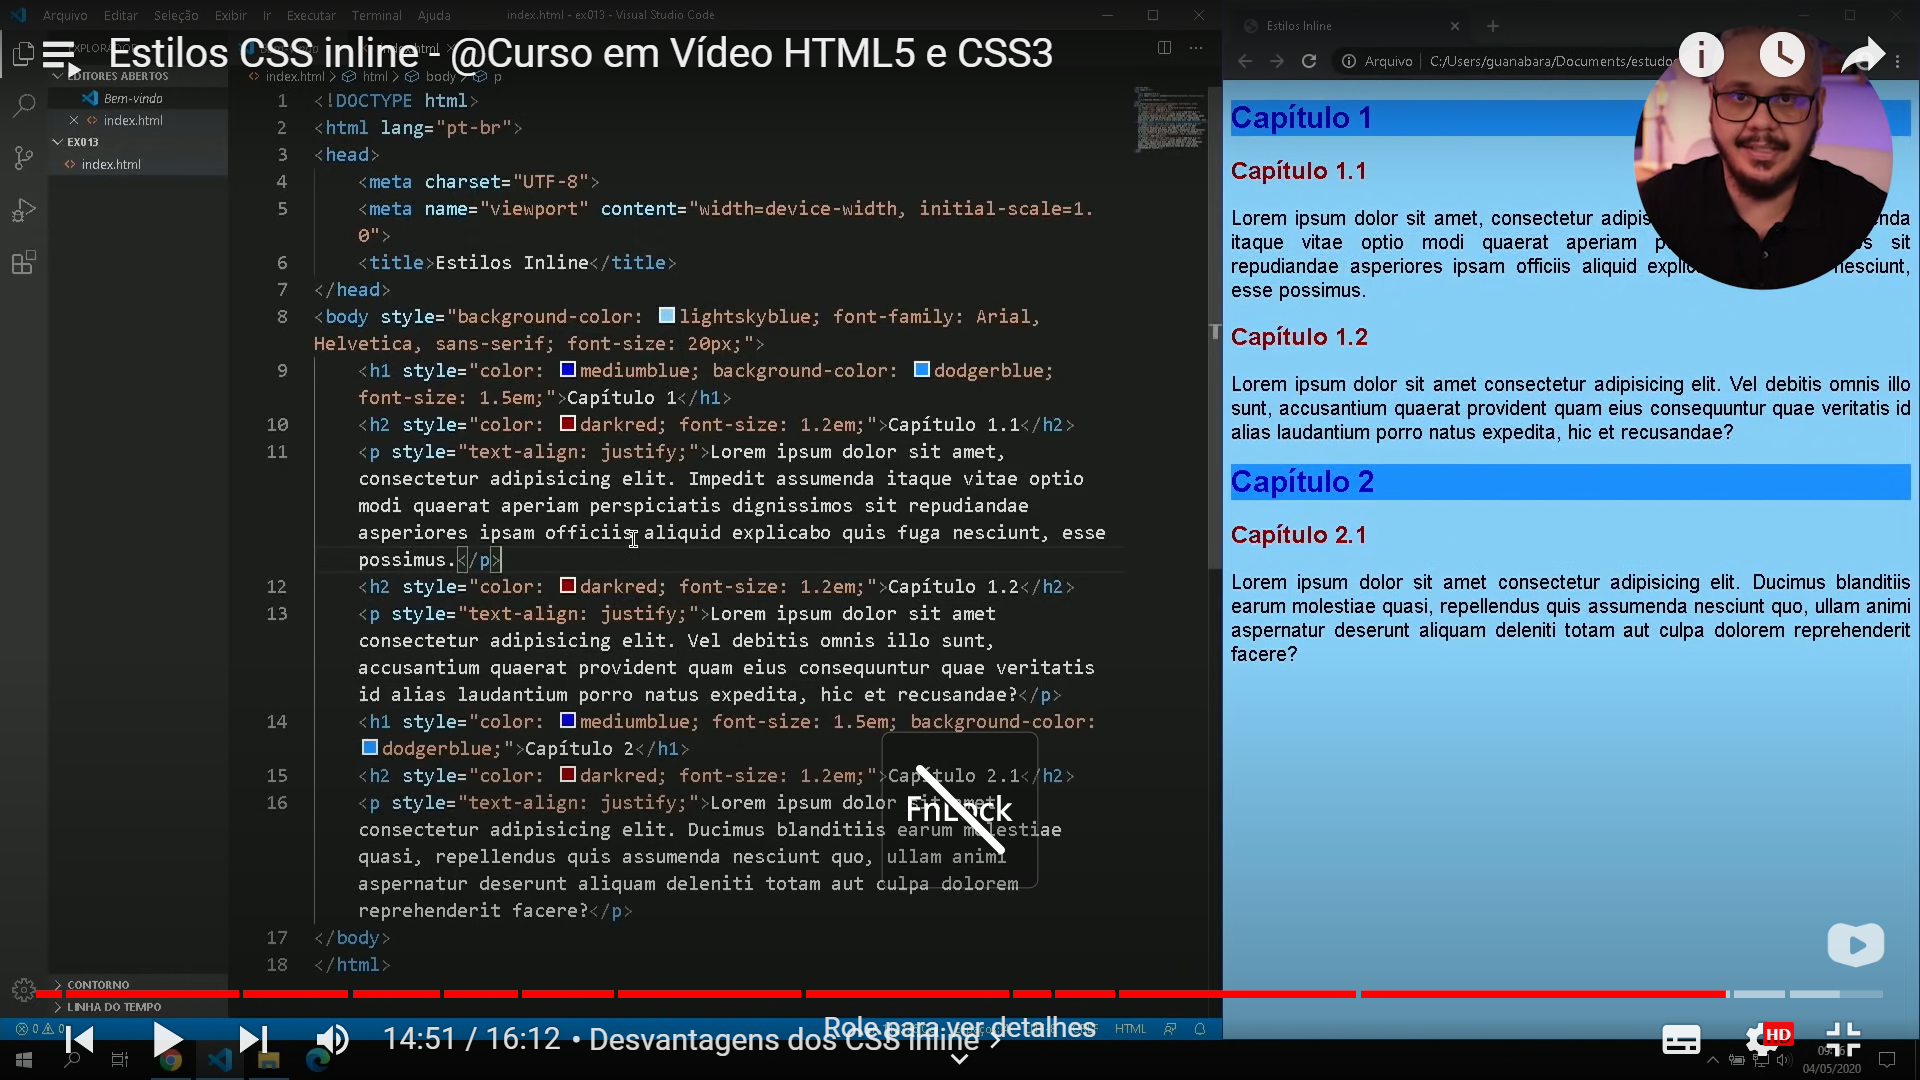 Arquivo Editar Seleção Exibir Ir Executar Terminal Ajuda
index.html - ex013 - Visual Studio Code
Estilos CSS inline - @Curso em Vídeo HTML5 e CSS3
EDITORES ABERTOS
Bem-vindo
index.html
EX013
index.html
CONTORNO
LINHA DO TEMPO
index.html > html > body > p
1 <!DOCTYPE html>
2 <html lang="pt-br">
3 <head>
4 <meta charset="UTF-8">
5 <meta name="viewport" content="width=device-width, initial-scale=1.
0">
6 <title>Estilos Inline</title>
7 </head>
8 <body style="background-color: lightskyblue; font-family: Arial,
Helvetica, sans-serif; font-size: 20px;">
9 <h1 style="color: mediumblue; background-color: dodgerblue;
font-size: 1.5em;">Capítulo 1</h1>
10 <h2 style="color: darkred; font-size: 1.2em;">Capítulo 1.1</h2>
11 <p style="text-align: justify;">Lorem ipsum dolor sit amet,
consectetur adipisicing elit. Impedit assumenda itaque vitae optio
modi quaerat aperiam perspiciatis dignissimos sit repudiandae
asperiores ipsam officiis aliquid explicabo quis fuga nesciunt, esse
possimus.</p>
12 <h2 style="color: darkred; font-size: 1.2em;">Capítulo 1.2</h2>
13 <p style="text-align: justify;">Lorem ipsum dolor sit amet
consectetur adipisicing elit. Vel debitis omnis illo sunt,
accusantium quaerat provident quam eius consequuntur quae veritatis
id alias laudantium porro natus expedita, hic et recusandae?</p>
14 <h1 style="color: mediumblue; font-size: 1.5em; background-color:
dodgerblue;">Capítulo 2</h1>
15 <h2 style="color: darkred; font-size: 1.2em;">Capítulo 2.1</h2>
16 <p style="text-align: justify;">Lorem ipsum dolor sit amet
consectetur adipisicing elit. Ducimus blanditiis earum molestiae
quasi, repellendus quis assumenda nesciunt quo, ullam animi
aspernatur deserunt aliquam deleniti totam aut culpa dolorem
reprehenderit facere?</p>
17 </body>
18 </html>
FnLock
Estilos Inline
Arquivo | C:/Users/guanabara/Documents/estudo
Capítulo 1
Capítulo 1.1
Lorem ipsum dolor sit amet, consectetur adipis nda
itaque vitae optio modi quaerat aperiam p s sit
repudiandae asperiores ipsam officiis aliquid explic nesciunt,
esse possimus.
Capítulo 1.2
Lorem ipsum dolor sit amet consectetur adipisicing elit. Vel debitis omnis illo
sunt, accusantium quaerat provident quam eius consequuntur quae veritatis id
alias laudantium porro natus expedita, hic et recusandae?
Capítulo 2
Capítulo 2.1
Lorem ipsum dolor sit amet consectetur adipisicing elit. Ducimus blanditiis
earum molestiae quasi, repellendus quis assumenda nesciunt quo, ullam animi
aspernatur deserunt aliquam deleniti totam aut culpa dolorem reprehenderit
facere?
0 0
HTML
Role para ver detalhes
14:51 / 16:12 • Desvantagens dos CSS inline >
HD
04/05/2020